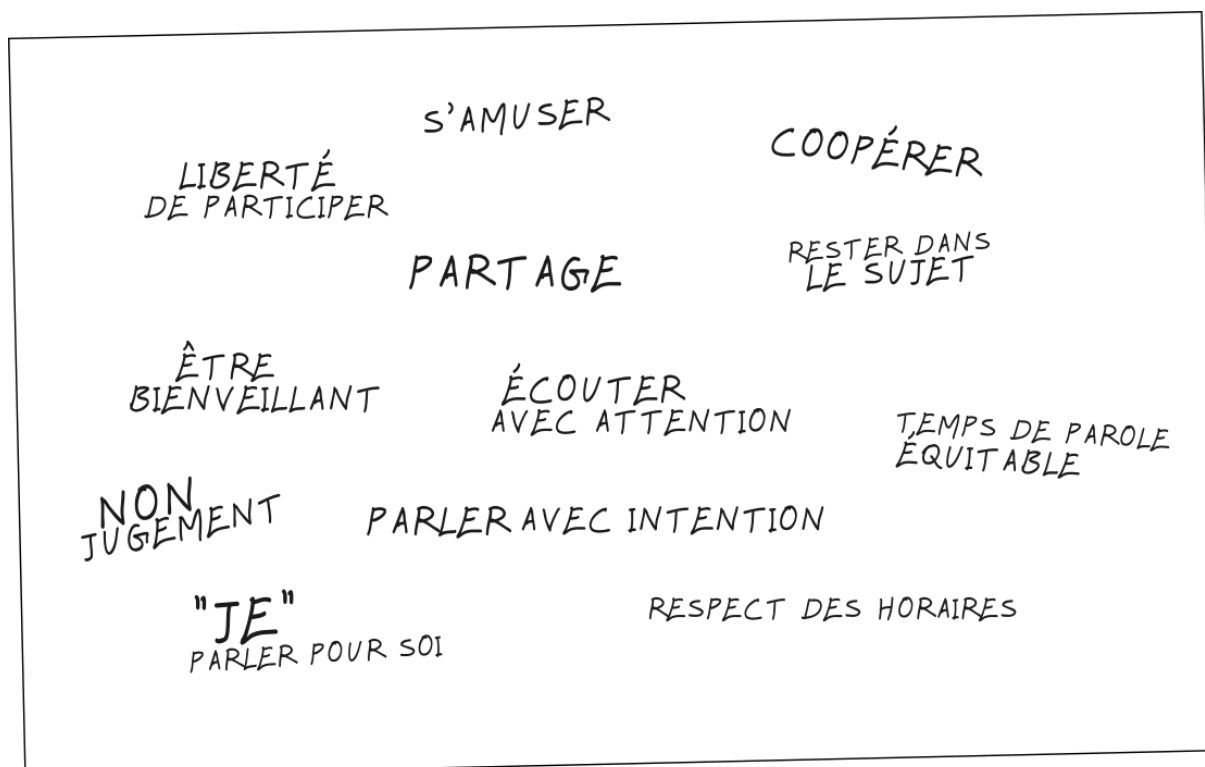 S'AMUSER
COOPÉRER
LIBERTÉ
DE PARTICIPER
PARTAGE
RESTER DANS
LE SUJET
ÊTRE
BIENVEILLANT
ÉCOUTER
AVEC ATTENTION
TEMPS DE PAROLE
ÉQUITABLE
NON
JUGEMENT
PARLER AVEC INTENTION
"JE"
PARLER POUR SOI
RESPECT DES HORAIRES